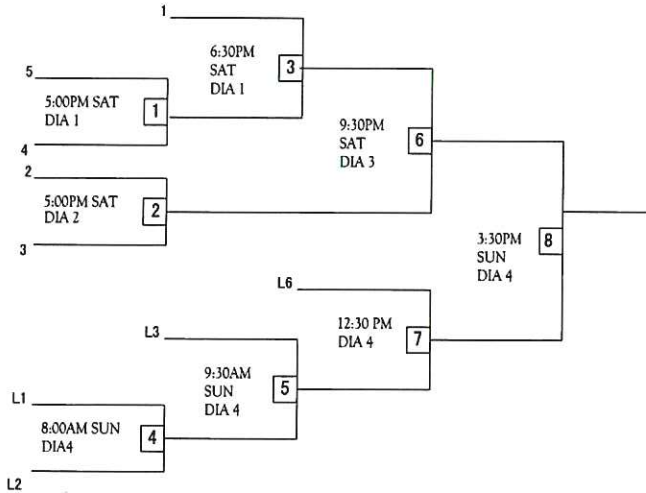 1
6:30PM
SAT
DIA 1
3
5
5:00PM SAT
DIA 1
1
4
9:30PM
SAT
DIA 3
6
2
5:00PM SAT
DIA 2
2
3
3:30PM
SUN
DIA 4
8
L6
12:30 PM
DIA 4
7
L3
9:30AM
SUN
DIA 4
5
L1
8:00AM SUN
DIA4
4
L2